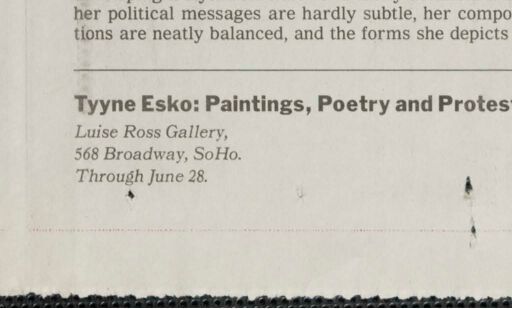 her political messages are hardly subtle, her compo
tions are neatly balanced, and the forms she depicts
Tyyne Esko: Paintings, Poetry and Protes
Luise Ross Gallery,
568 Broadway, SoHo.
Through June 28.